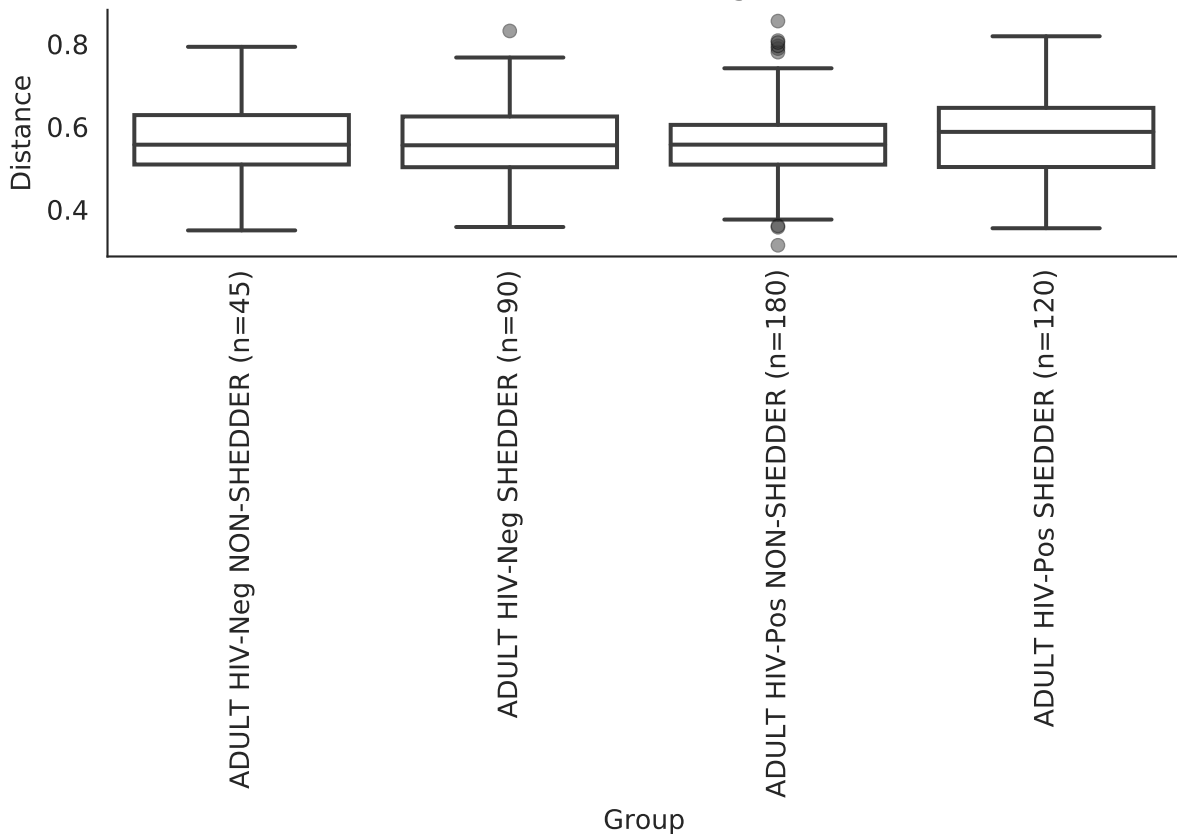 Distance
0.8
0.6
0.4
ADULT HIV-Neg NON-SHEDDER (n=45)
ADULT HIV-Neg SHEDDER (n=90)
ADULT HIV-Pos NON-SHEDDER (n=180)
ADULT HIV-Pos SHEDDER (n=120)
Group